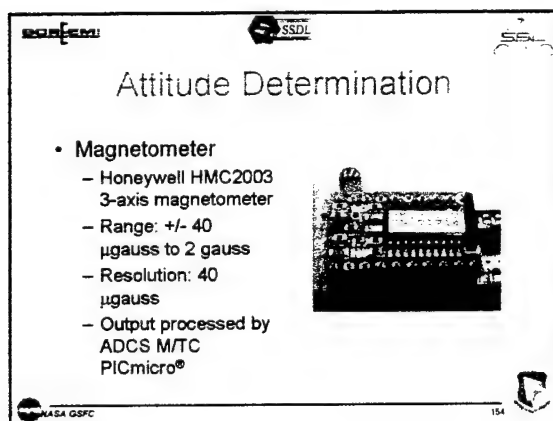 SSDL
Attitude Determination
• Magnetometer
– Honeywell HMC2003
3-axis magnetometer
– Range: +/- 40
µgauss to 2 gauss
– Resolution: 40
µgauss
– Output processed by
ADCS M/TC
PICmicro®
NASA GSFC
154